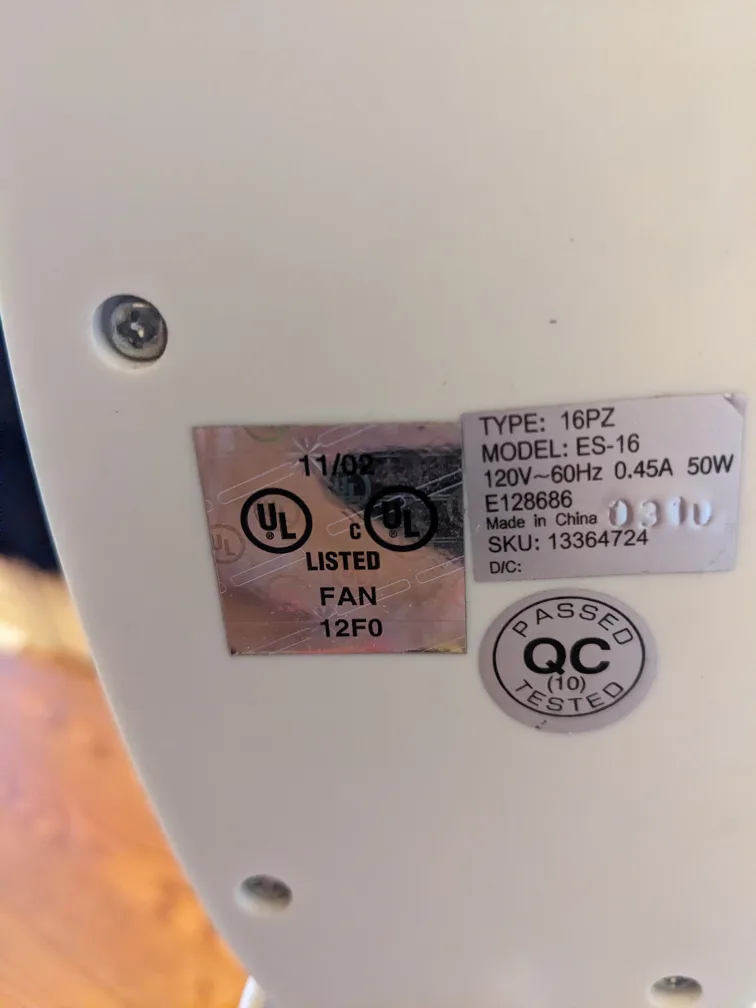 11/02
UL
®
C UL
®
LISTED
FAN
12F0
TYPE: 16PZ
MODEL: ES-16
120V~60Hz 0.45A 50W
E128686
Made in China 0310
SKU: 13364724
D/C:
PASSED
QC
(10)
TESTED